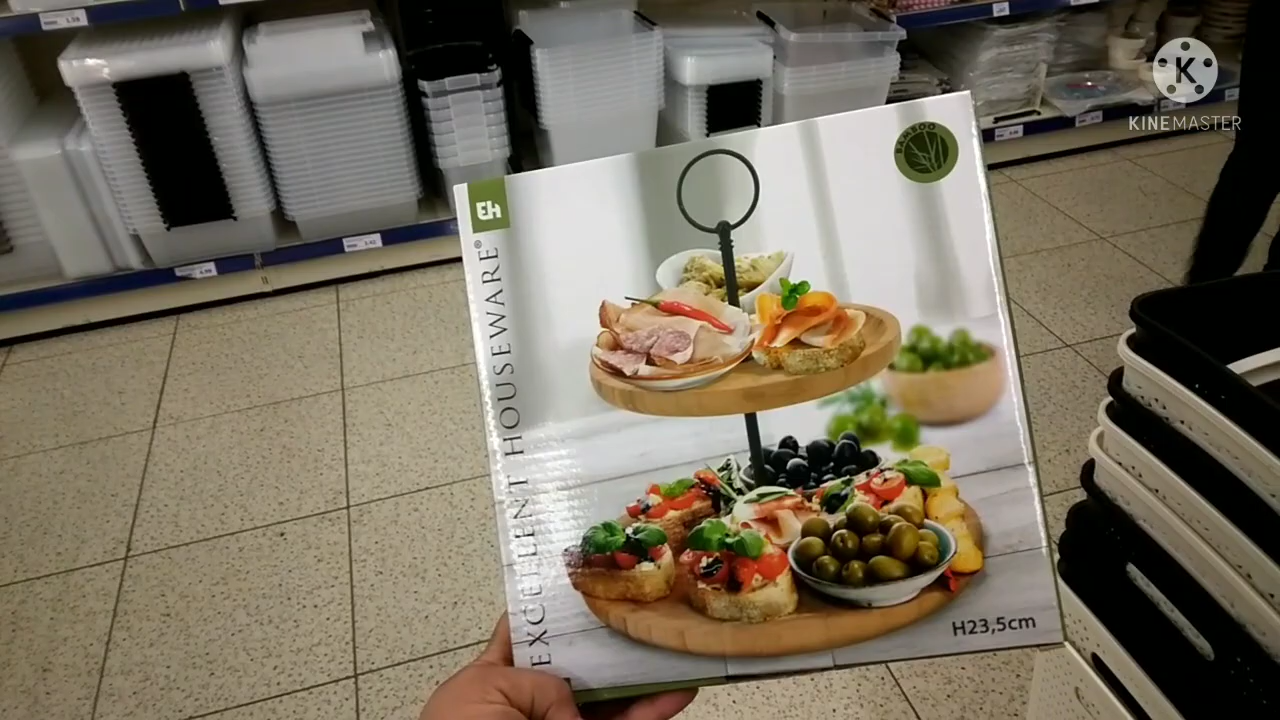 KINEMASTER
BAMBOO
EH
EXCELLENT HOUSEWARE®
H23,5cm